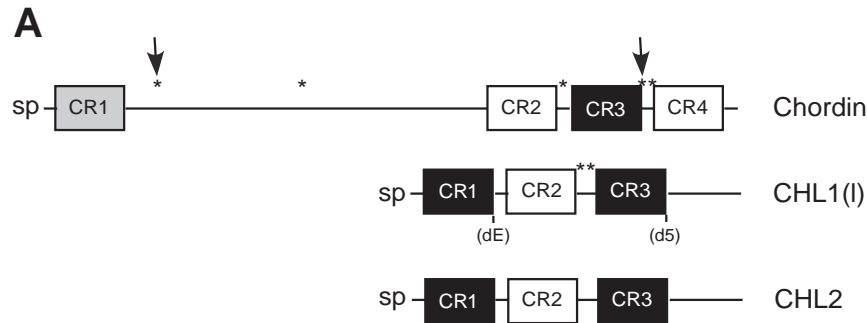 A
* * * **
sp CR1 CR2 CR3 CR4 Chordin
**
sp CR1 CR2 CR3 CHL1(l)
(dE) (d5)
sp CR1 CR2 CR3 CHL2